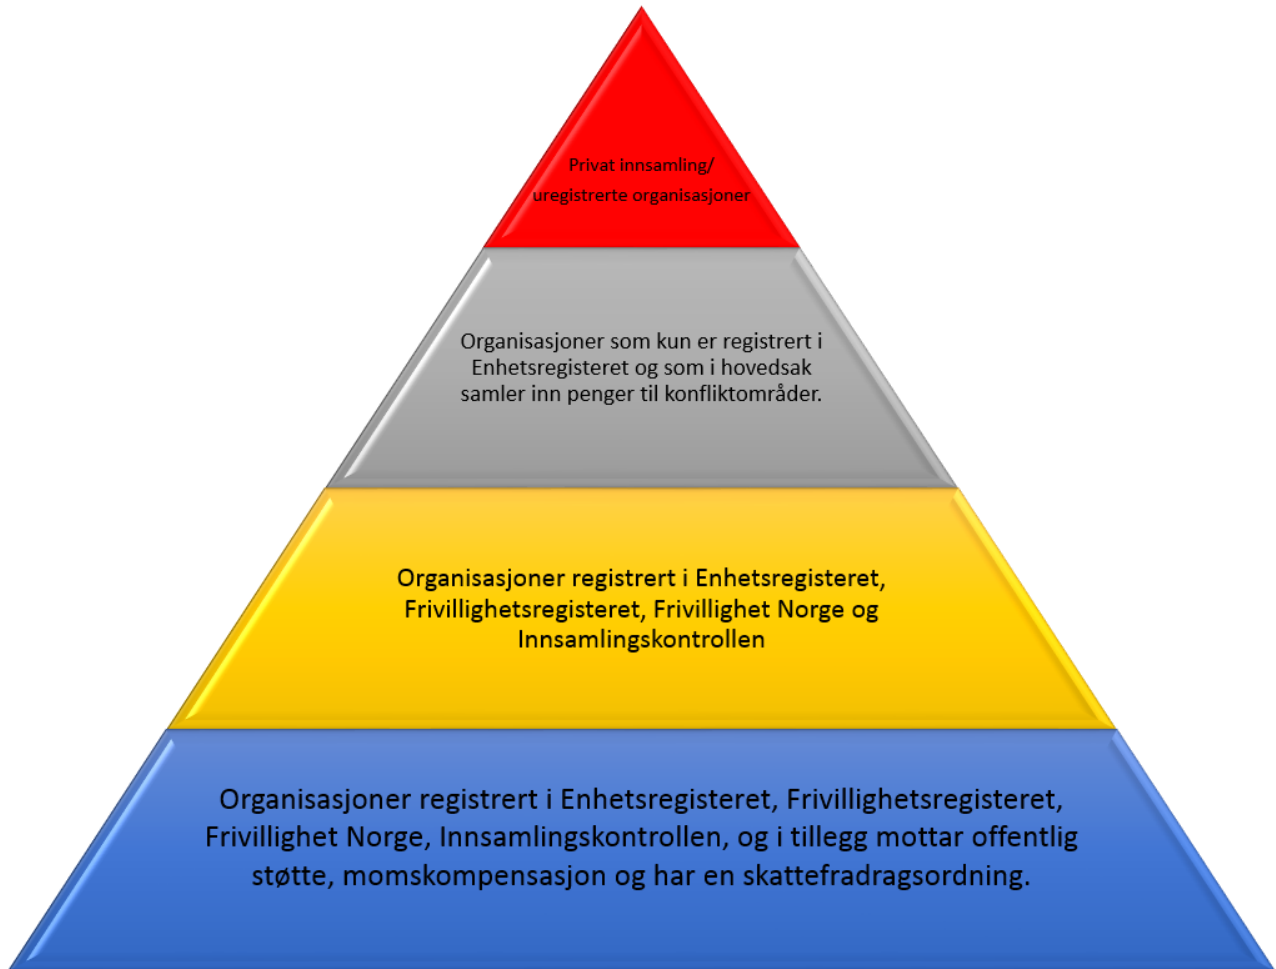 Privat innsamling/
uregistrerte organisasjoner
Organisasjoner som kun er registrert i
Enhetsregisteret og som i hovedsak
samler inn penger til konfliktområder.
Organisasjoner registrert i Enhetsregisteret,
Frivillighetsregisteret, Frivillighet Norge og
Innsamlingskontrollen
Organisasjoner registrert i Enhetsregisteret, Frivillighetsregisteret,
Frivillighet Norge, Innsamlingskontrollen, og i tillegg mottar offentlig
støtte, momskompensasjon og har en skattefradragsordning.